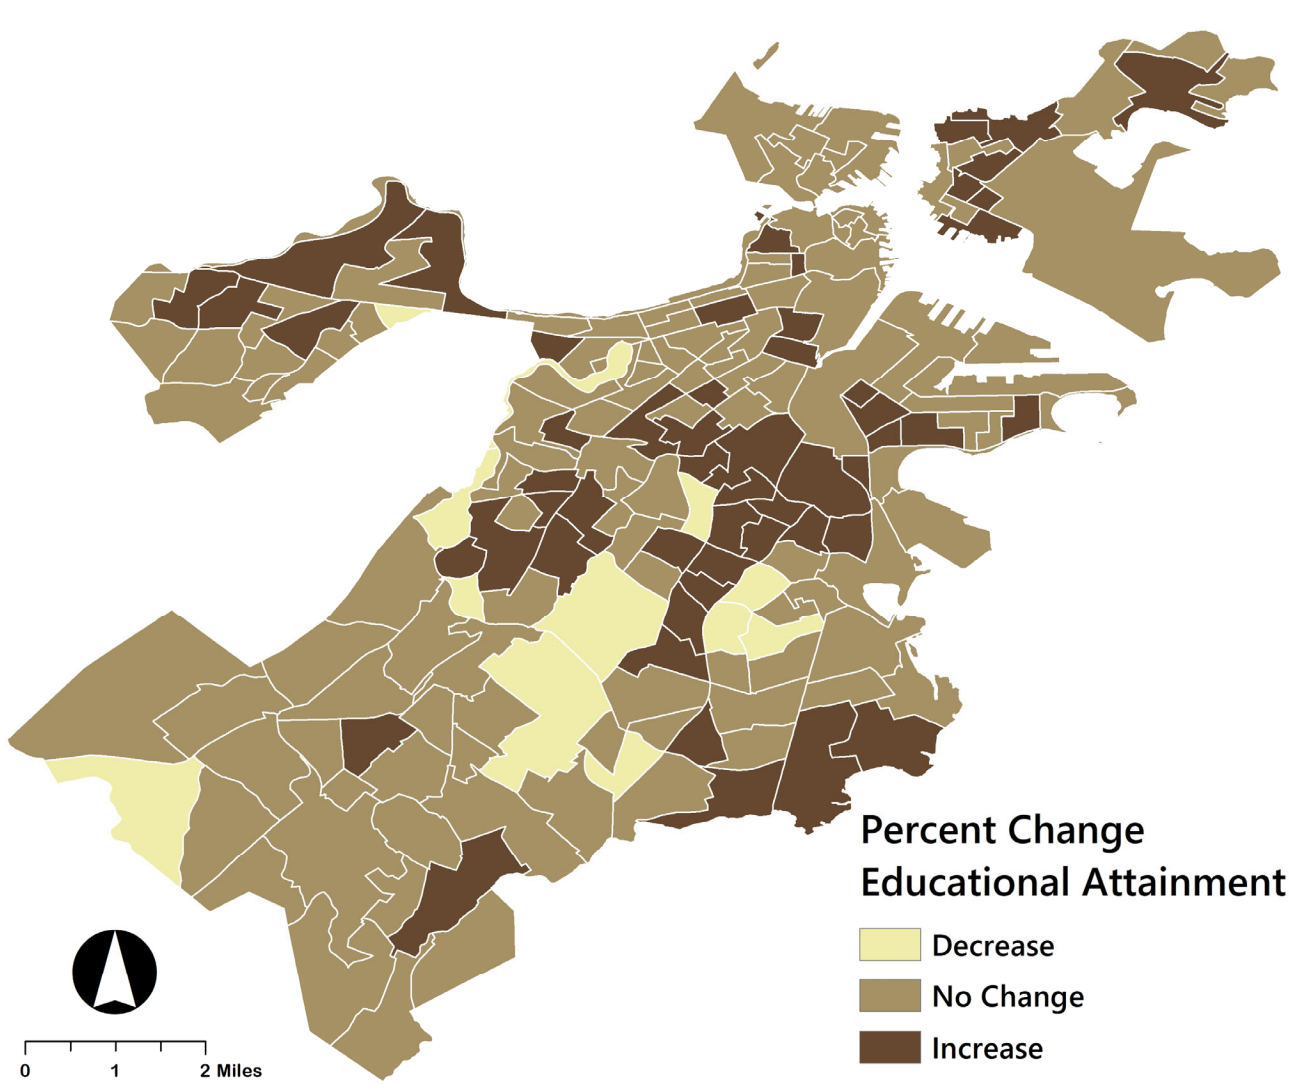 Percent Change
Educational Attainment
Decrease
No Change
Increase
0 1 2 Miles